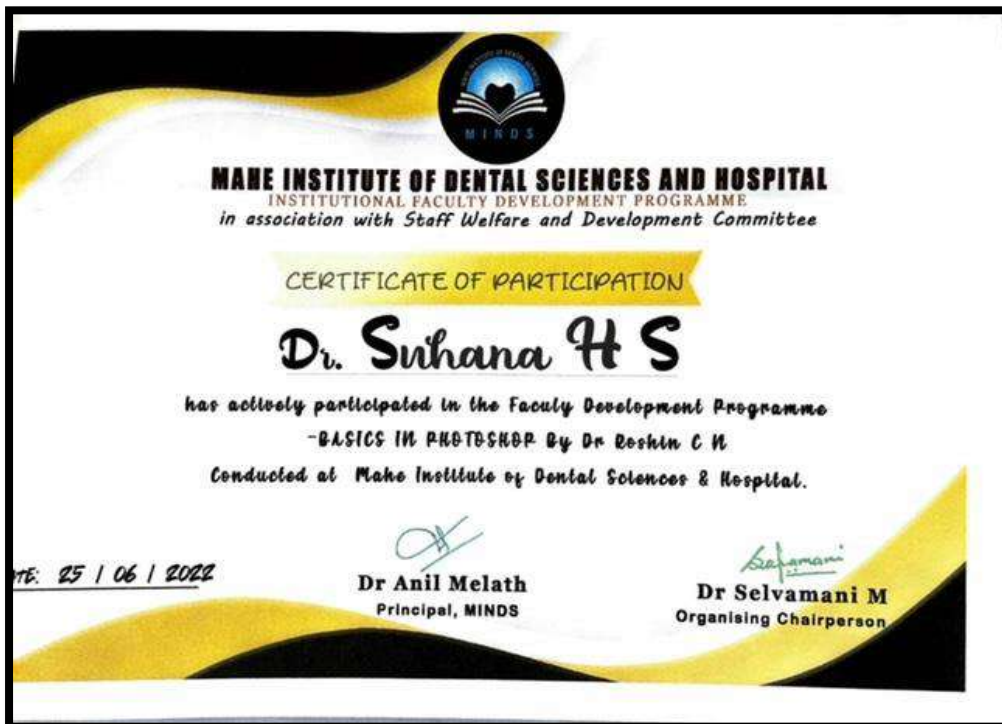 MINDS
MAHE INSTITUTE OF DENTAL SCIENCES AND HOSPITAL
INSTITUTIONAL FACULTY DEVELOPMENT PROGRAMME
in association with Staff Welfare and Development Committee
CERTIFICATE OF PARTICIPATION
Dr. Suhana H S
has actively participated in the Faculy Development Programme
-BASICS IN PHOTOSHOP By Dr Roshin C N
Conducted at Mahe Institute of Dental Sciences & Hospital.
TE: 25 / 06 / 2022
Dr Anil Melath
Principal, MINDS
Selvamani
Dr Selvamani M
Organising Chairperson